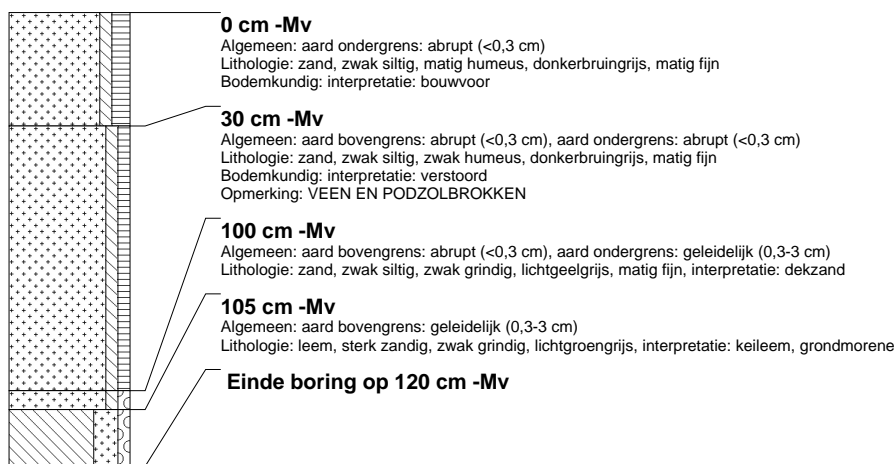 0 cm -Mv
Algemeen: aard ondergrens: abrupt (<0,3 cm)
Lithologie: zand, zwak siltig, matig humeus, donkerbruingrijs, matig fijn
Bodemkundig: interpretatie: bouwvoor
30 cm -Mv
Algemeen: aard bovengrens: abrupt (<0,3 cm), aard ondergrens: abrupt (<0,3 cm)
Lithologie: zand, zwak siltig, zwak humeus, donkerbruingrijs, matig fijn
Bodemkundig: interpretatie: verstoord
Opmerking: VEEN EN PODZOLBROKKEN
100 cm -Mv
Algemeen: aard bovengrens: abrupt (<0,3 cm), aard ondergrens: geleidelijk (0,3-3 cm)
Lithologie: zand, zwak siltig, zwak grindig, lichtgeelgrijs, matig fijn, interpretatie: dekzand
105 cm -Mv
Algemeen: aard bovengrens: geleidelijk (0,3-3 cm)
Lithologie: leem, sterk zandig, zwak grindig, lichtgroengrijs, interpretatie: keileem, grondmorene
Einde boring op 120 cm -Mv